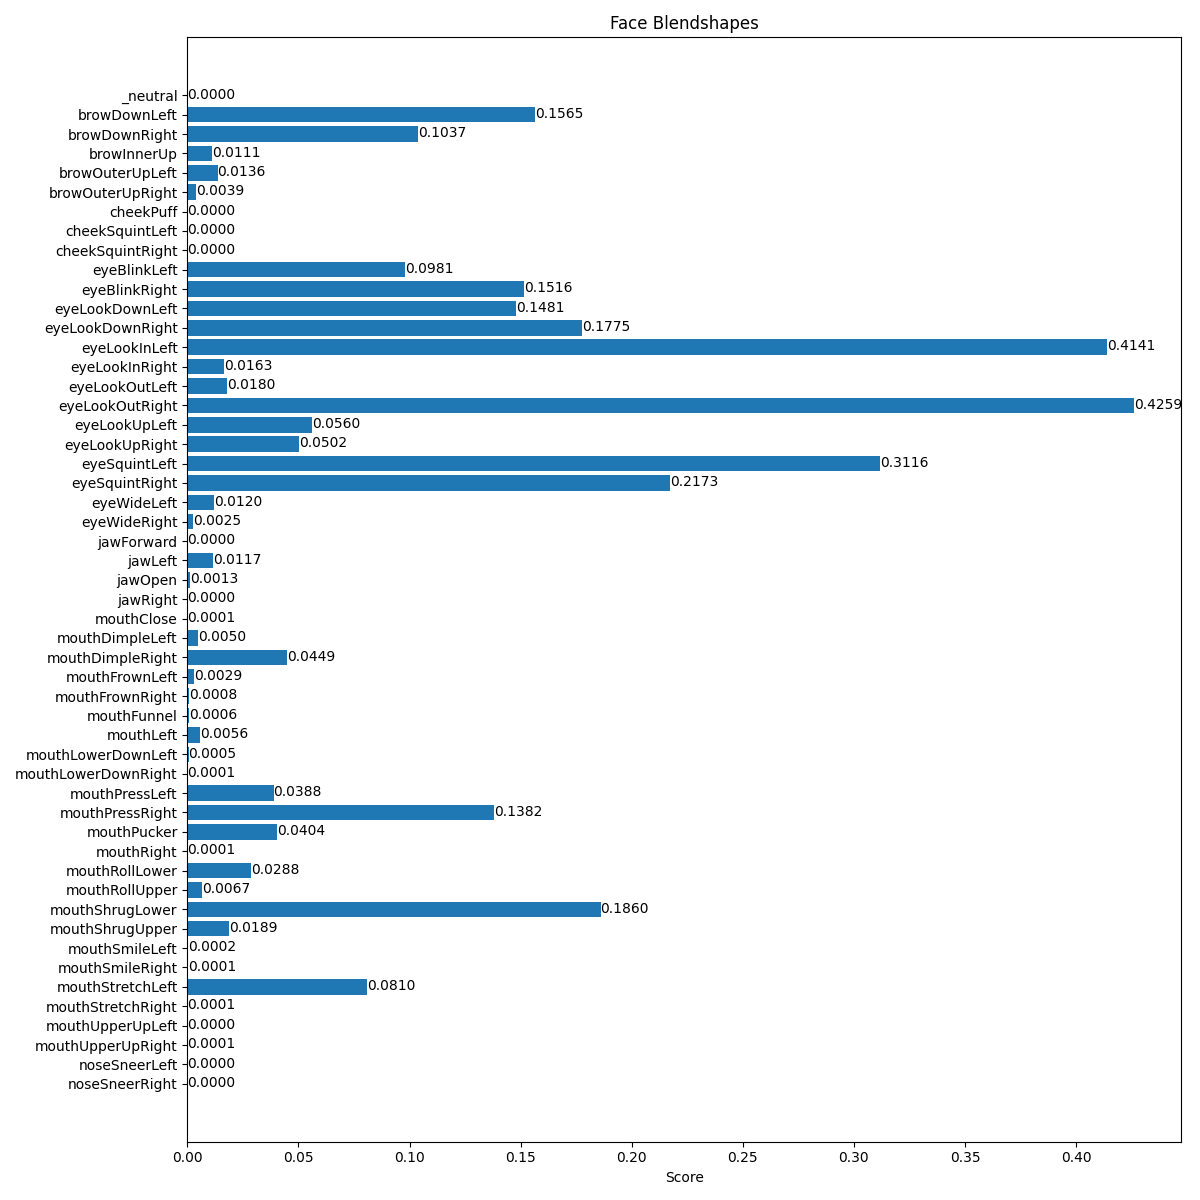 Face Blendshapes
_neutral 0.0000
browDownLeft 0.1565
browDownRight 0.1037
browInnerUp 0.0111
browOuterUpLeft 0.0136
browOuterUpRight 0.0039
cheekPuff 0.0000
cheekSquintLeft 0.0000
cheekSquintRight 0.0000
eyeBlinkLeft 0.0981
eyeBlinkRight 0.1516
eyeLookDownLeft 0.1481
eyeLookDownRight 0.1775
eyeLookInLeft 0.4141
eyeLookInRight 0.0163
eyeLookOutLeft 0.0180
eyeLookOutRight 0.4259
eyeLookUpLeft 0.0560
eyeLookUpRight 0.0502
eyeSquintLeft 0.3116
eyeSquintRight 0.2173
eyeWideLeft 0.0120
eyeWideRight 0.0025
jawForward 0.0000
jawLeft 0.0117
jawOpen 0.0013
jawRight 0.0000
mouthClose 0.0001
mouthDimpleLeft 0.0050
mouthDimpleRight 0.0449
mouthFrownLeft 0.0029
mouthFrownRight 0.0008
mouthFunnel 0.0006
mouthLeft 0.0056
mouthLowerDownLeft 0.0005
mouthLowerDownRight 0.0001
mouthPressLeft 0.0388
mouthPressRight 0.1382
mouthPucker 0.0404
mouthRight 0.0001
mouthRollLower 0.0288
mouthRollUpper 0.0067
mouthShrugLower 0.1860
mouthShrugUpper 0.0189
mouthSmileLeft 0.0002
mouthSmileRight 0.0001
mouthStretchLeft 0.0810
mouthStretchRight 0.0001
mouthUpperUpLeft 0.0000
mouthUpperUpRight 0.0001
noseSneerLeft 0.0000
noseSneerRight 0.0000
0.00 0.05 0.10 0.15 0.20 0.25 0.30 0.35 0.40
Score